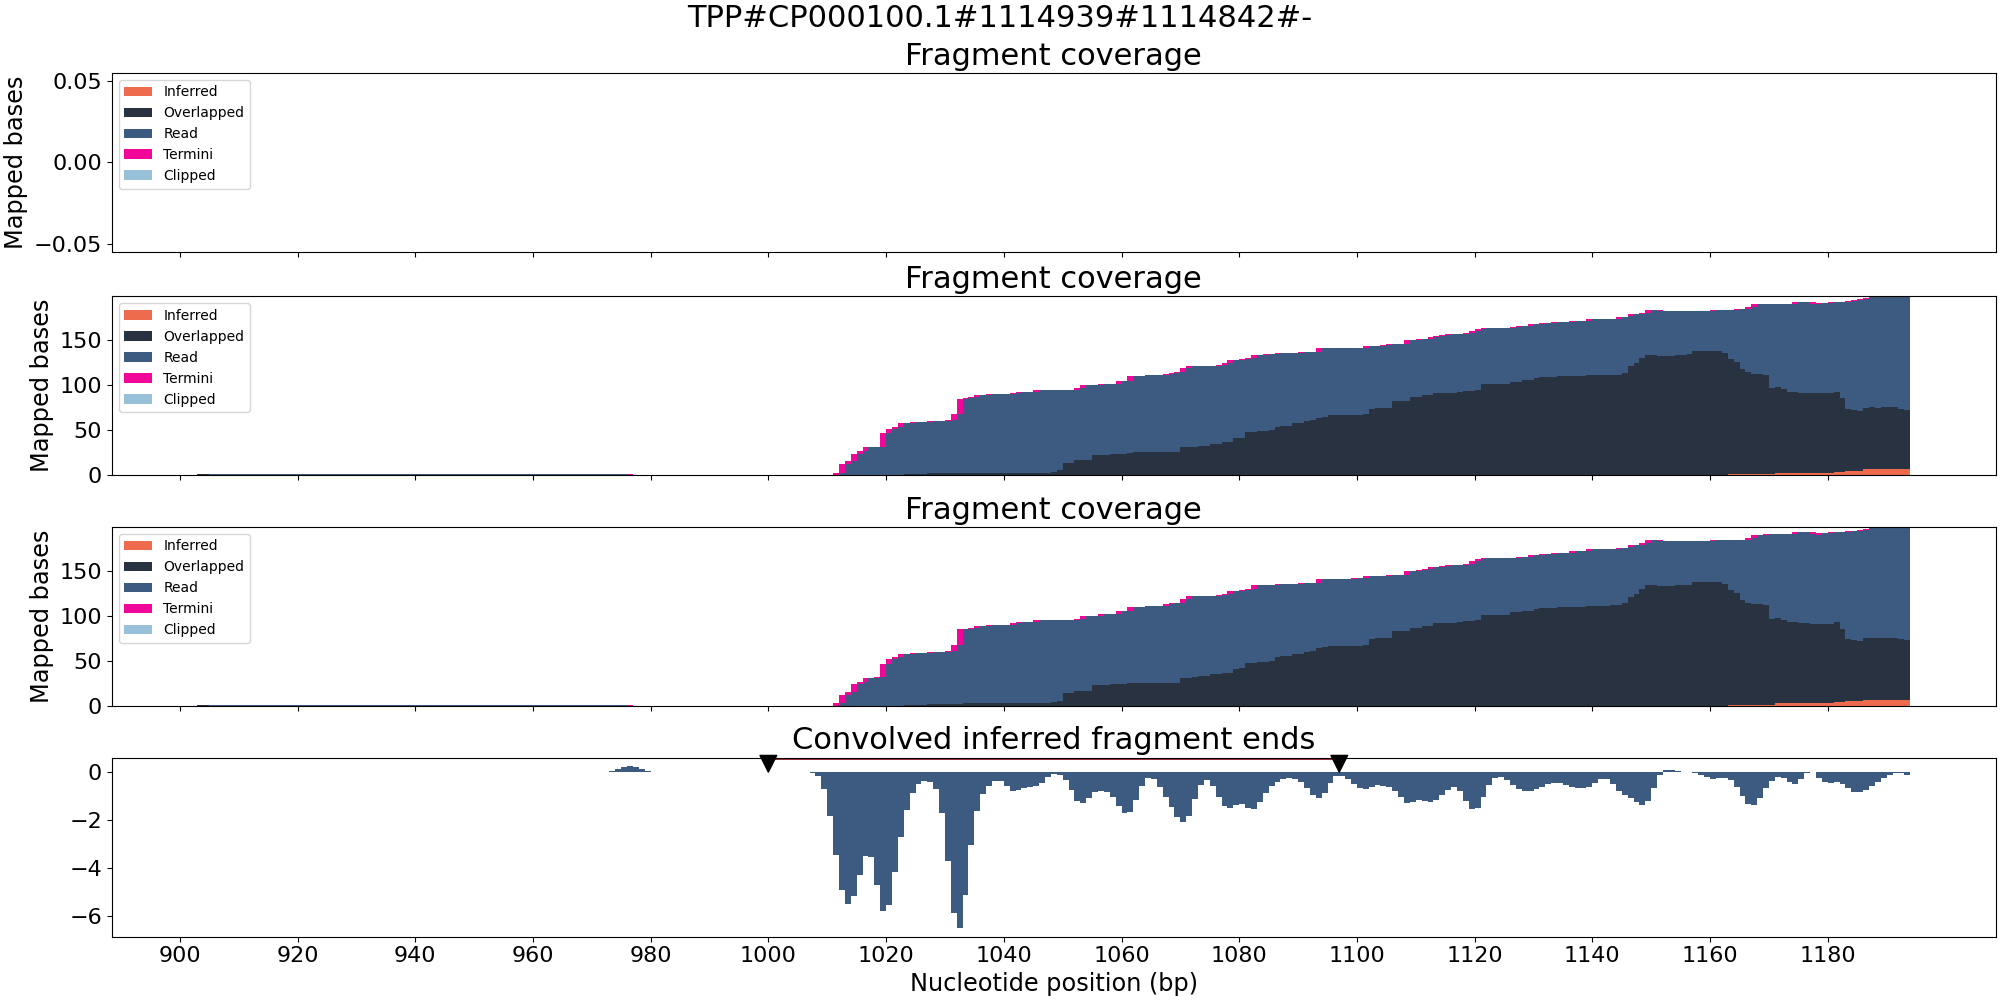 TPP#CP000100.1#1114939#1114842#-
Fragment coverage
Mapped bases
0.05
0.00
−0.05
Inferred
Overlapped
Read
Termini
Clipped
Fragment coverage
Mapped bases
150
100
50
0
Inferred
Overlapped
Read
Termini
Clipped
Fragment coverage
Mapped bases
150
100
50
0
Inferred
Overlapped
Read
Termini
Clipped
Convolved inferred fragment ends
0
−2
−4
−6
900 920 940 960 980 1000 1020 1040 1060 1080 1100 1120 1140 1160 1180
Nucleotide position (bp)